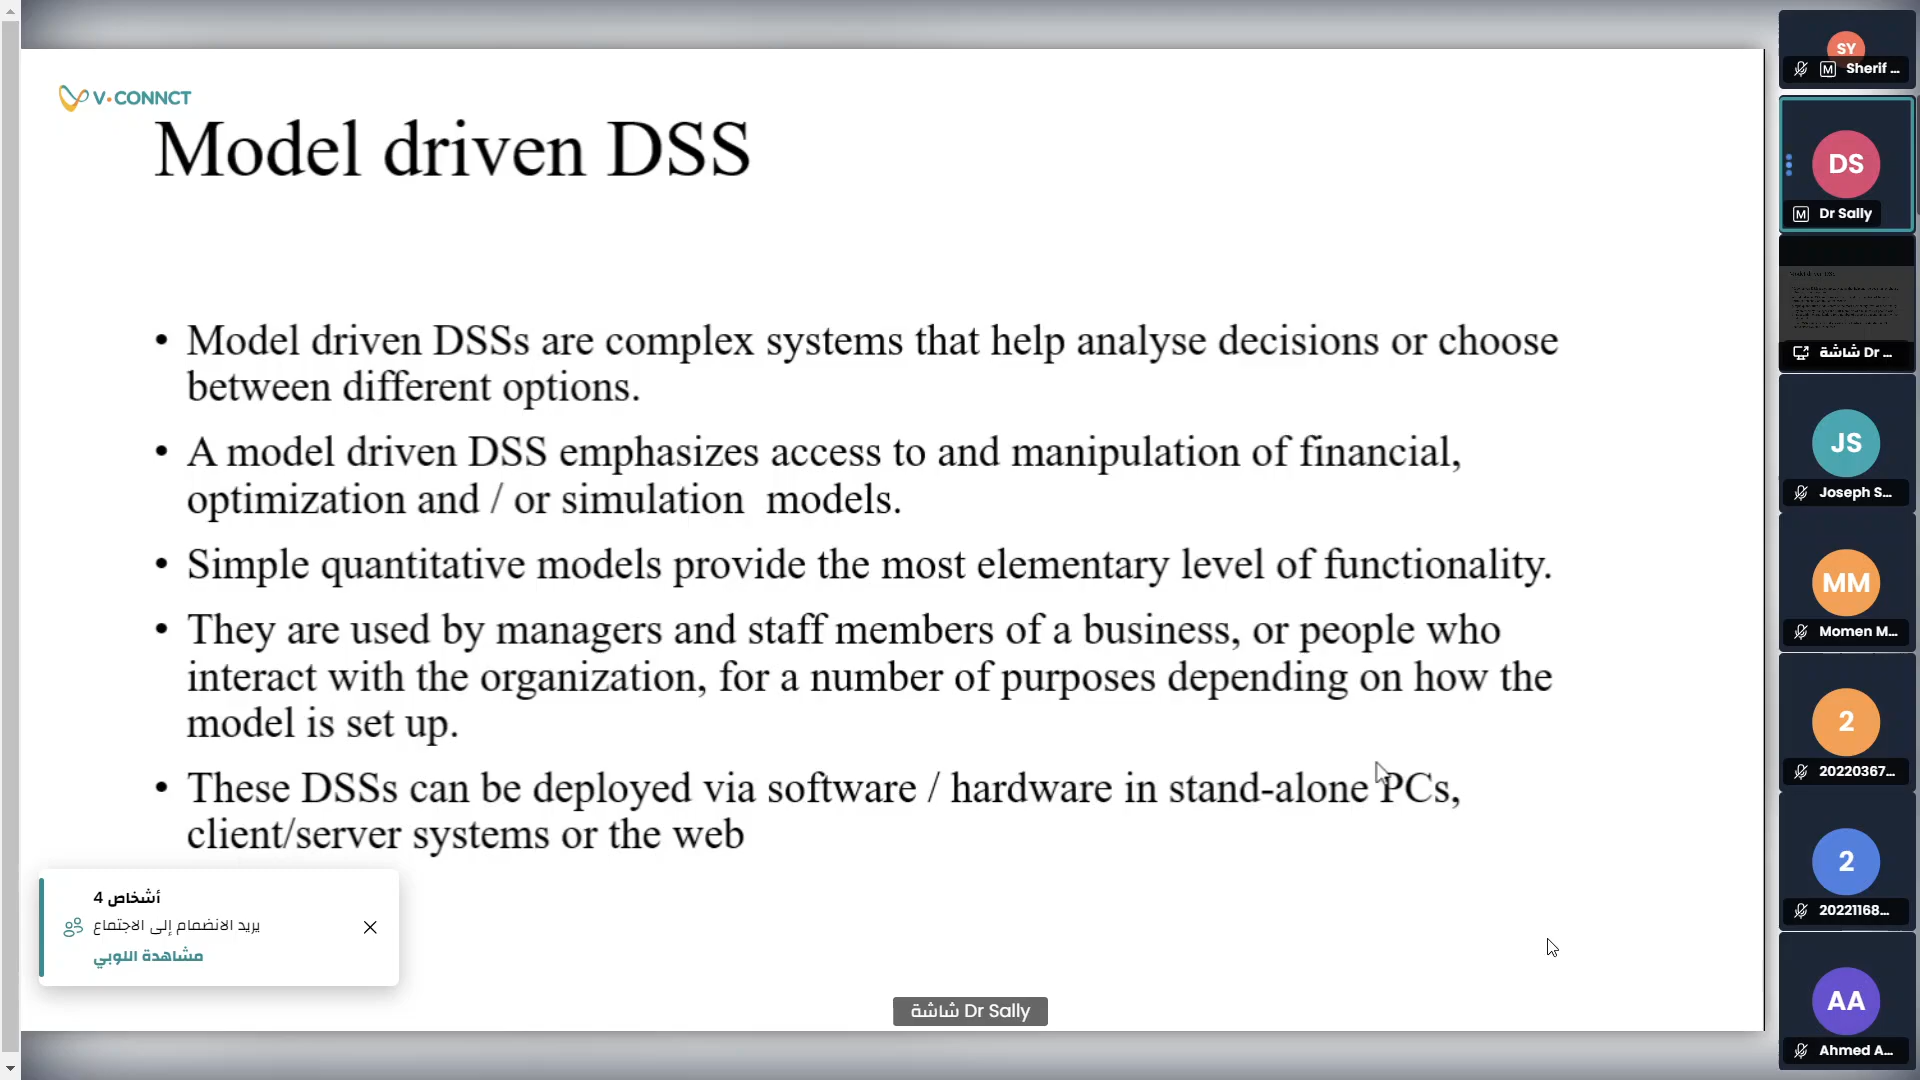 V·CONNCT
Model driven DSS
• Model driven DSSs are complex systems that help analyse decisions or choose
between different options.
• A model driven DSS emphasizes access to and manipulation of financial,
optimization and / or simulation models.
• Simple quantitative models provide the most elementary level of functionality.
• They are used by managers and staff members of a business, or people who
interact with the organization, for a number of purposes depending on how the
model is set up.
• These DSSs can be deployed via software / hardware in stand-alone PCs,
client/server systems or the web
4 أشخاص
يريد الانضمام إلى الاجتماع
مشاهدة اللوبي
شاشة Dr Sally
SY
M Sherif ...
DS
M Dr Sally
شاشة Dr ...
JS
Joseph S...
MM
Momen M...
2
20220367...
2
20221168...
AA
Ahmed A...